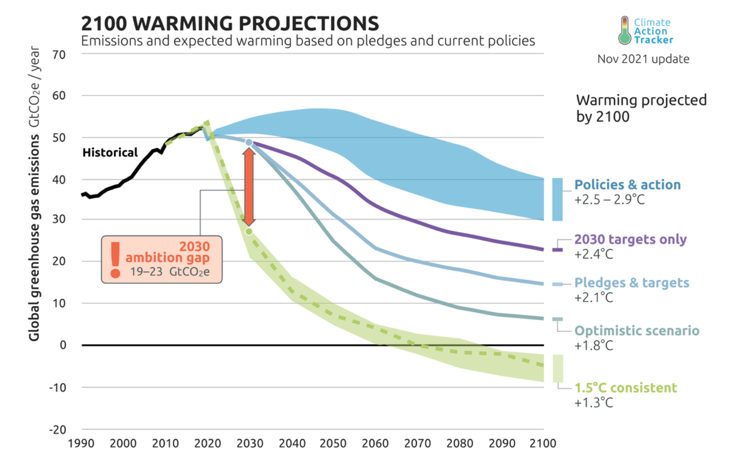 2100 WARMING PROJECTIONS
Emissions and expected warming based on pledges and current policies
Climate
Action
Tracker
Nov 2021 update
Warming projected
by 2100
Global greenhouse gas emissions GtCO₂e / year
70
60
50
40
30
20
10
0
-10
-20
Historical
2030
ambition gap
19–23 GtCO₂e
Policies & action
+2.5 – 2.9°C
2030 targets only
+2.4°C
Pledges & targets
+2.1°C
Optimistic scenario
+1.8°C
1.5°C consistent
+1.3°C
1990 2000 2010 2020 2030 2040 2050 2060 2070 2080 2090 2100